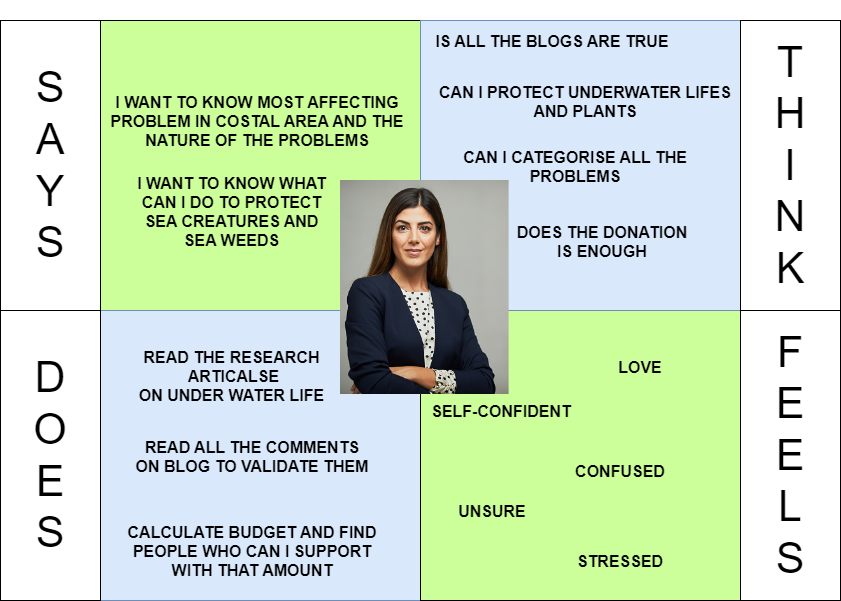 SAYS
I WANT TO KNOW MOST AFFECTING
PROBLEM IN COSTAL AREA AND THE
NATURE OF THE PROBLEMS
I WANT TO KNOW WHAT
CAN I DO TO PROTECT
SEA CREATURES AND
SEA WEEDS
IS ALL THE BLOGS ARE TRUE
CAN I PROTECT UNDERWATER LIFES
AND PLANTS
CAN I CATEGORISE ALL THE
PROBLEMS
DOES THE DONATION
IS ENOUGH
THINK
DOES
READ THE RESEARCH
ARTICALSE
ON UNDER WATER LIFE
READ ALL THE COMMENTS
ON BLOG TO VALIDATE THEM
CALCULATE BUDGET AND FIND
PEOPLE WHO CAN I SUPPORT
WITH THAT AMOUNT
LOVE
SELF-CONFIDENT
CONFUSED
UNSURE
STRESSED
FEELS